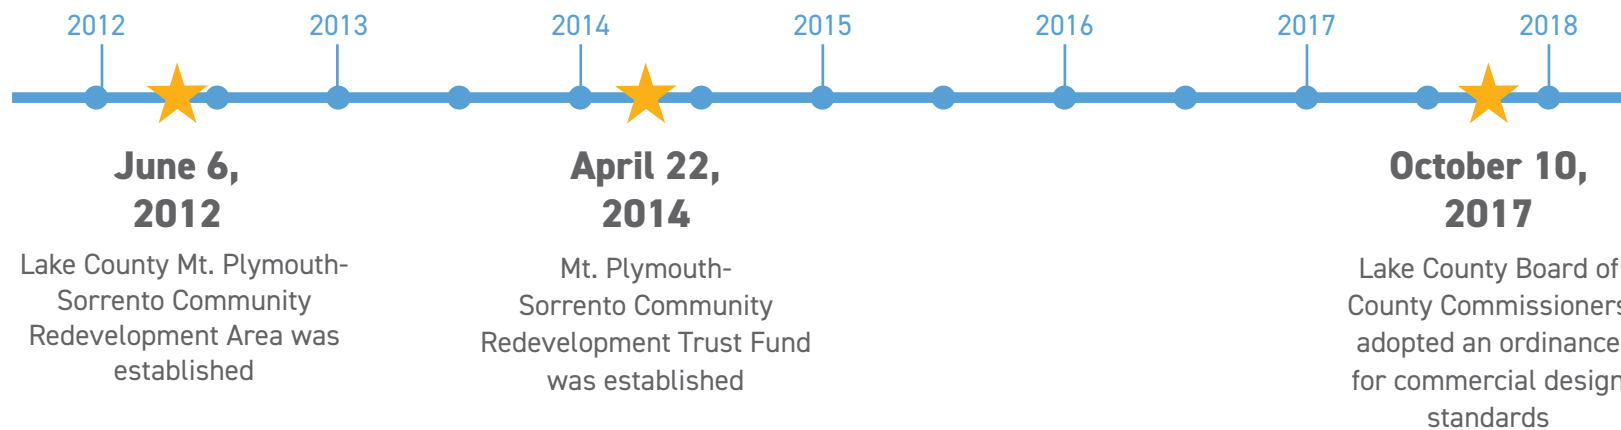 2012 2013 2014 2015 2016 2017 2018
June 6,
2012
Lake County Mt. Plymouth-
Sorrento Community
Redevelopment Area was
established
April 22,
2014
Mt. Plymouth-
Sorrento Community
Redevelopment Trust Fund
was established
October 10,
2017
Lake County Board of
County Commissioners
adopted an ordinance
for commercial design
standards